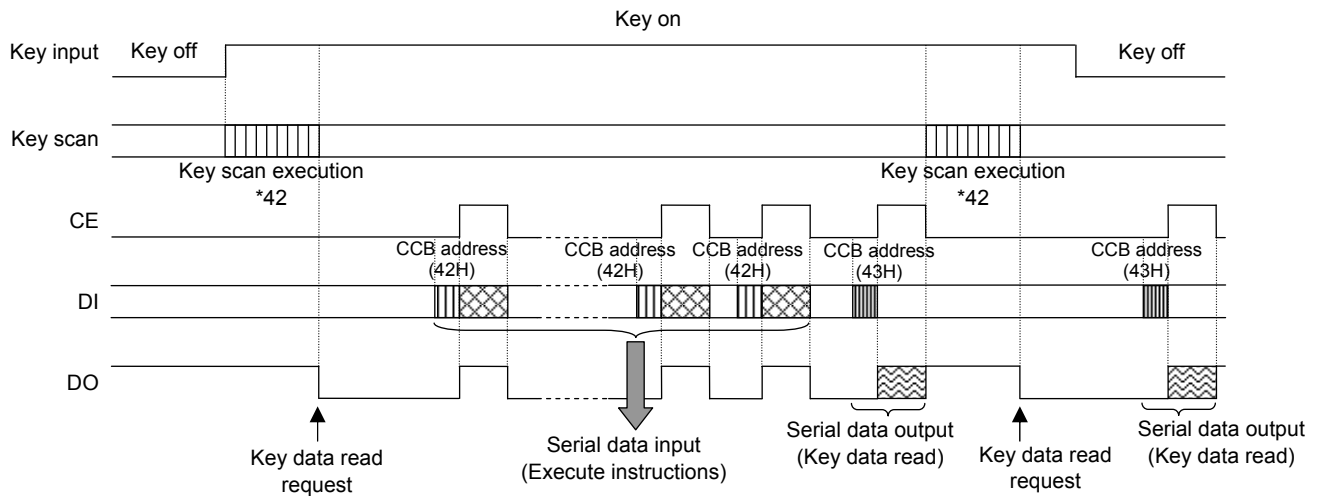 Key on
Key input
Key off
Key off
Key scan
Key scan execution
*42
Key scan execution
*42
CE
CCB address
(42H)
CCB address
(42H)
CCB address
(42H)
CCB address
(43H)
CCB address
(43H)
DI
DO
Key data read
request
Serial data input
(Execute instructions)
Serial data output
(Key data read)
Key data read
request
Serial data output
(Key data read)